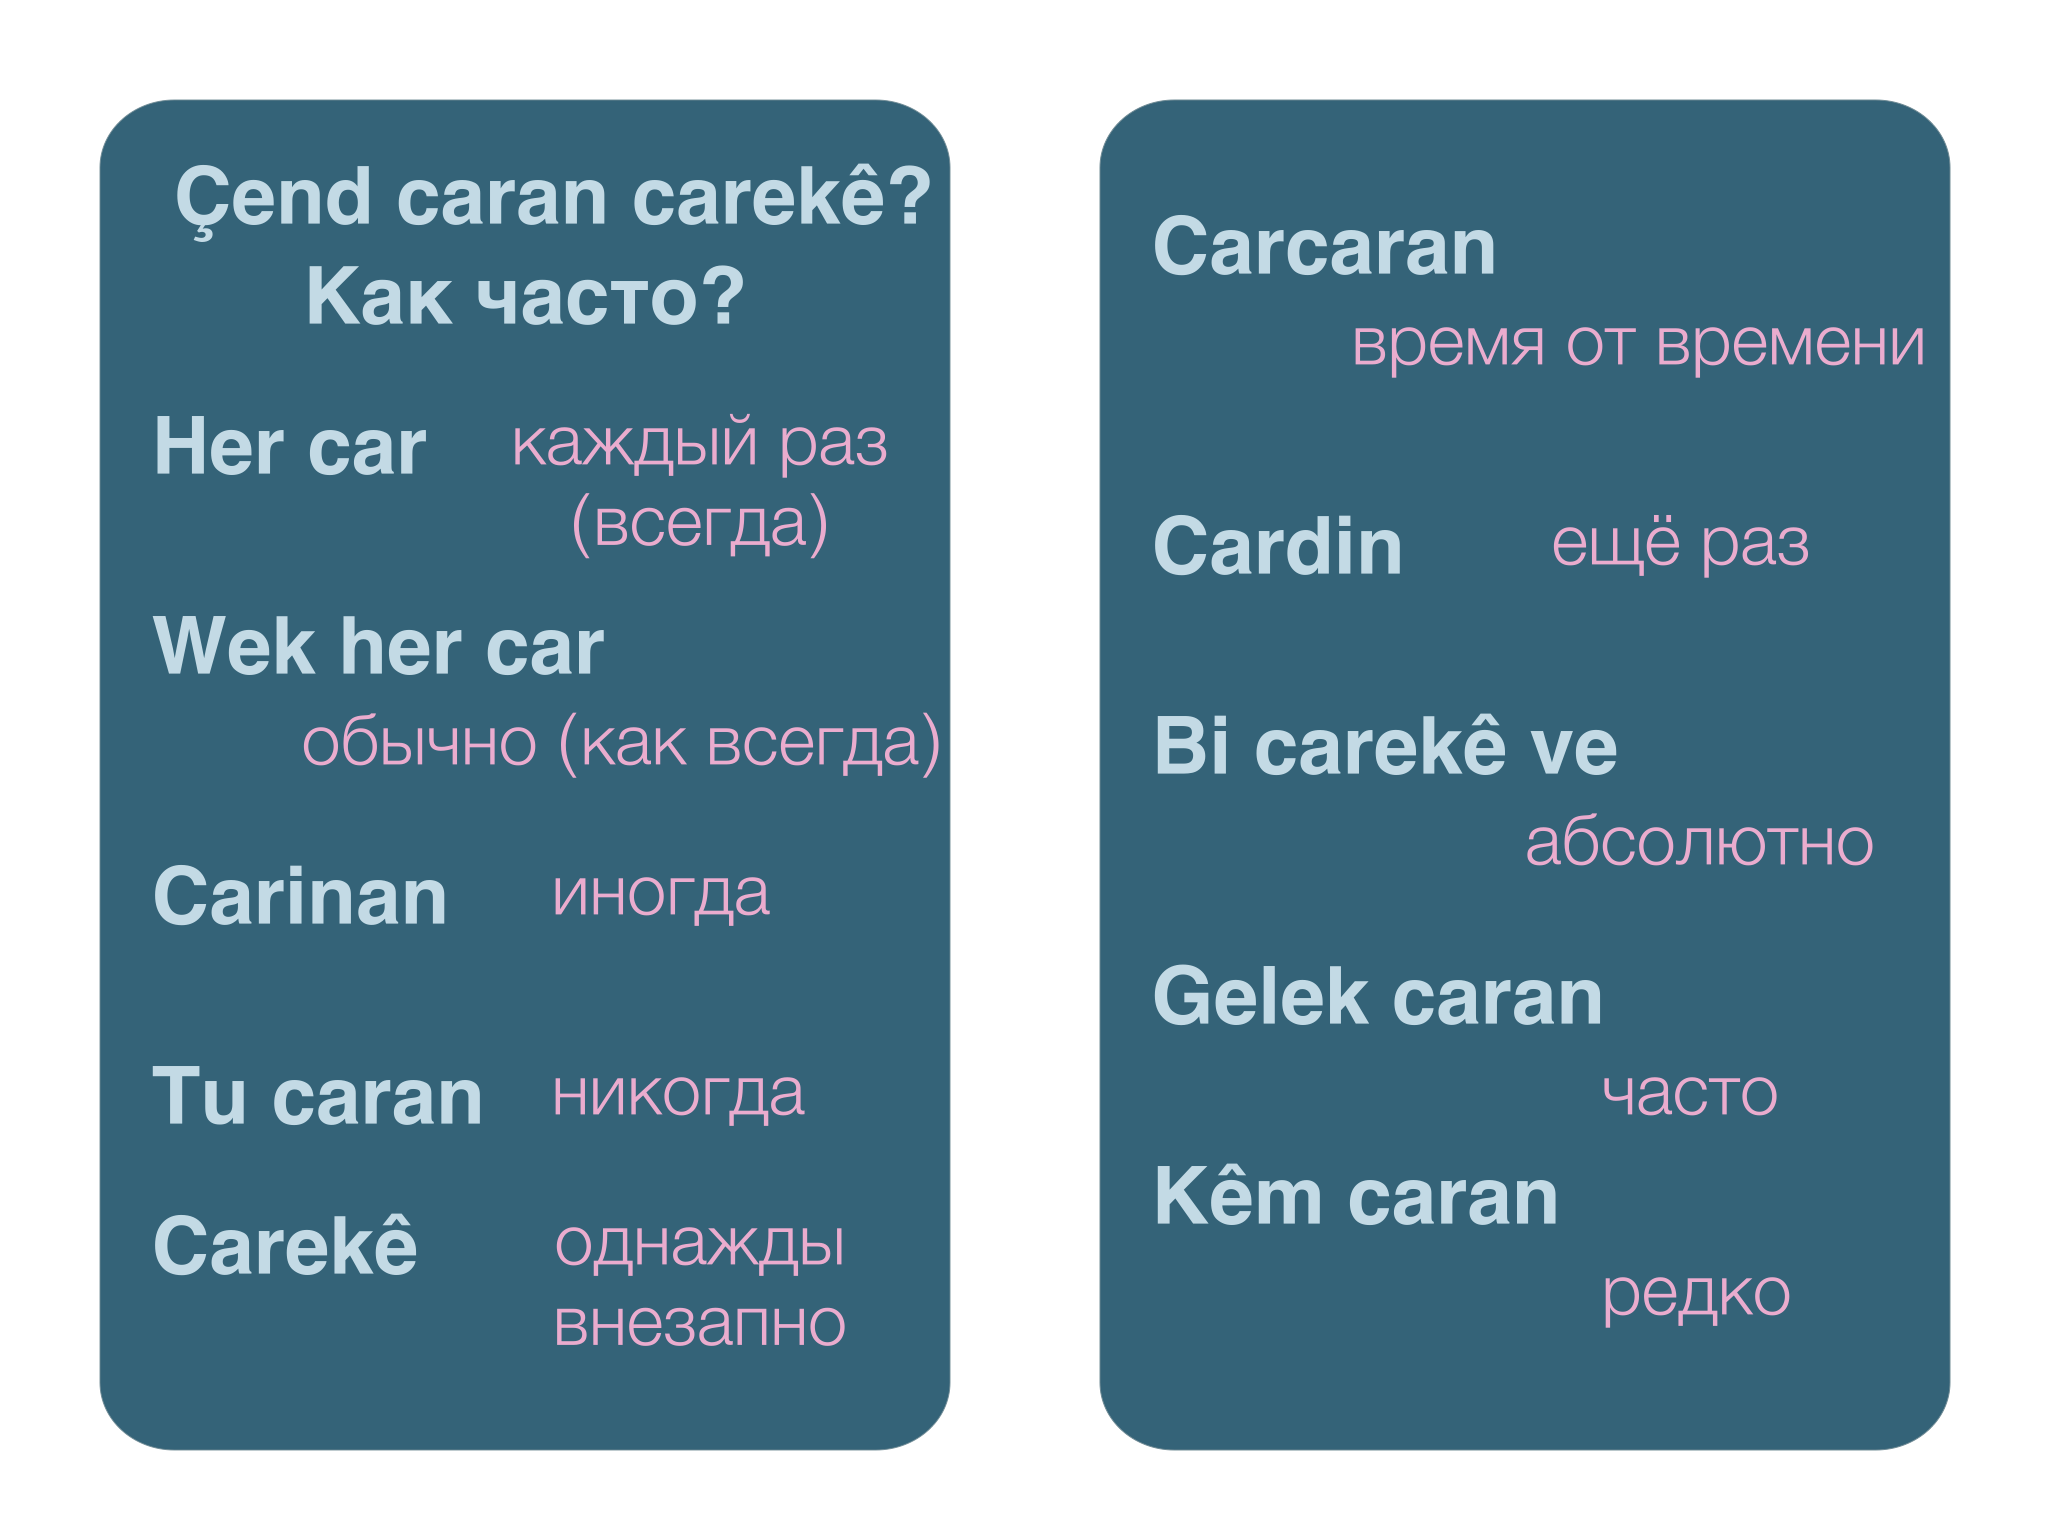 Çend caran carekê?
Как часто?
Her car каждый раз
(всегда)
Wek her car
обычно (как всегда)
Carinan иногда
Tu caran никогда
Carekê однажды
внезапно
Carcaran
время от времени
Cardin ещё раз
Bi carekê ve
абсолютно
Gelek caran
часто
Kêm caran
редко